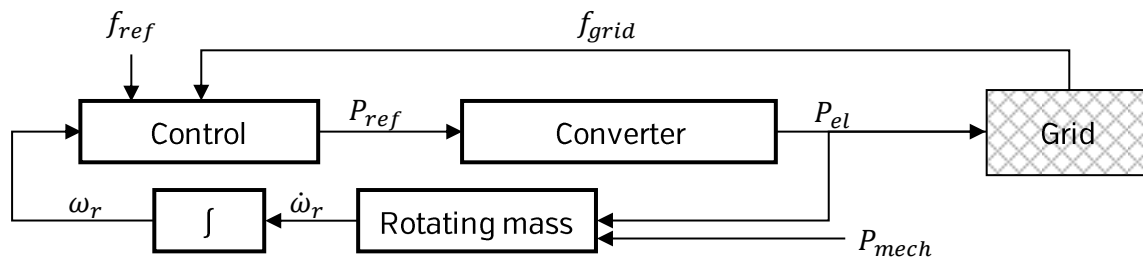 f_ref
f_grid
Control
P_ref
Converter
P_el
Grid
ω_r
∫
ω̇_r
Rotating mass
P_mech